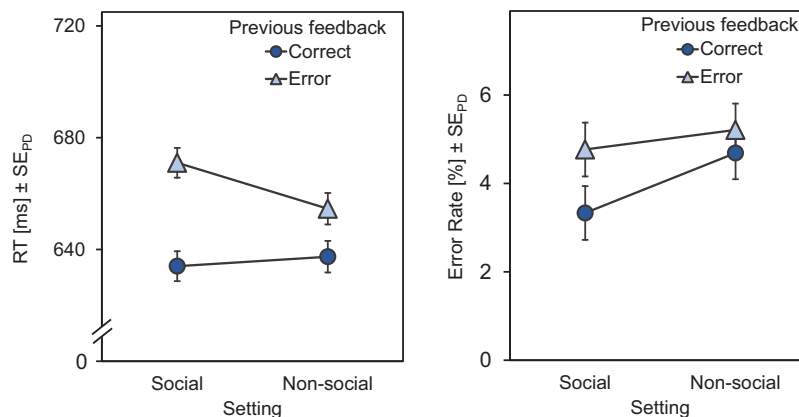 Previous feedback
Correct
Error
RT [ms] ± SE_PD
720
680
640
0
Social
Non-social
Setting
Previous feedback
Correct
Error
Error Rate [%] ± SE_PD
6
4
2
0
Social
Non-social
Setting